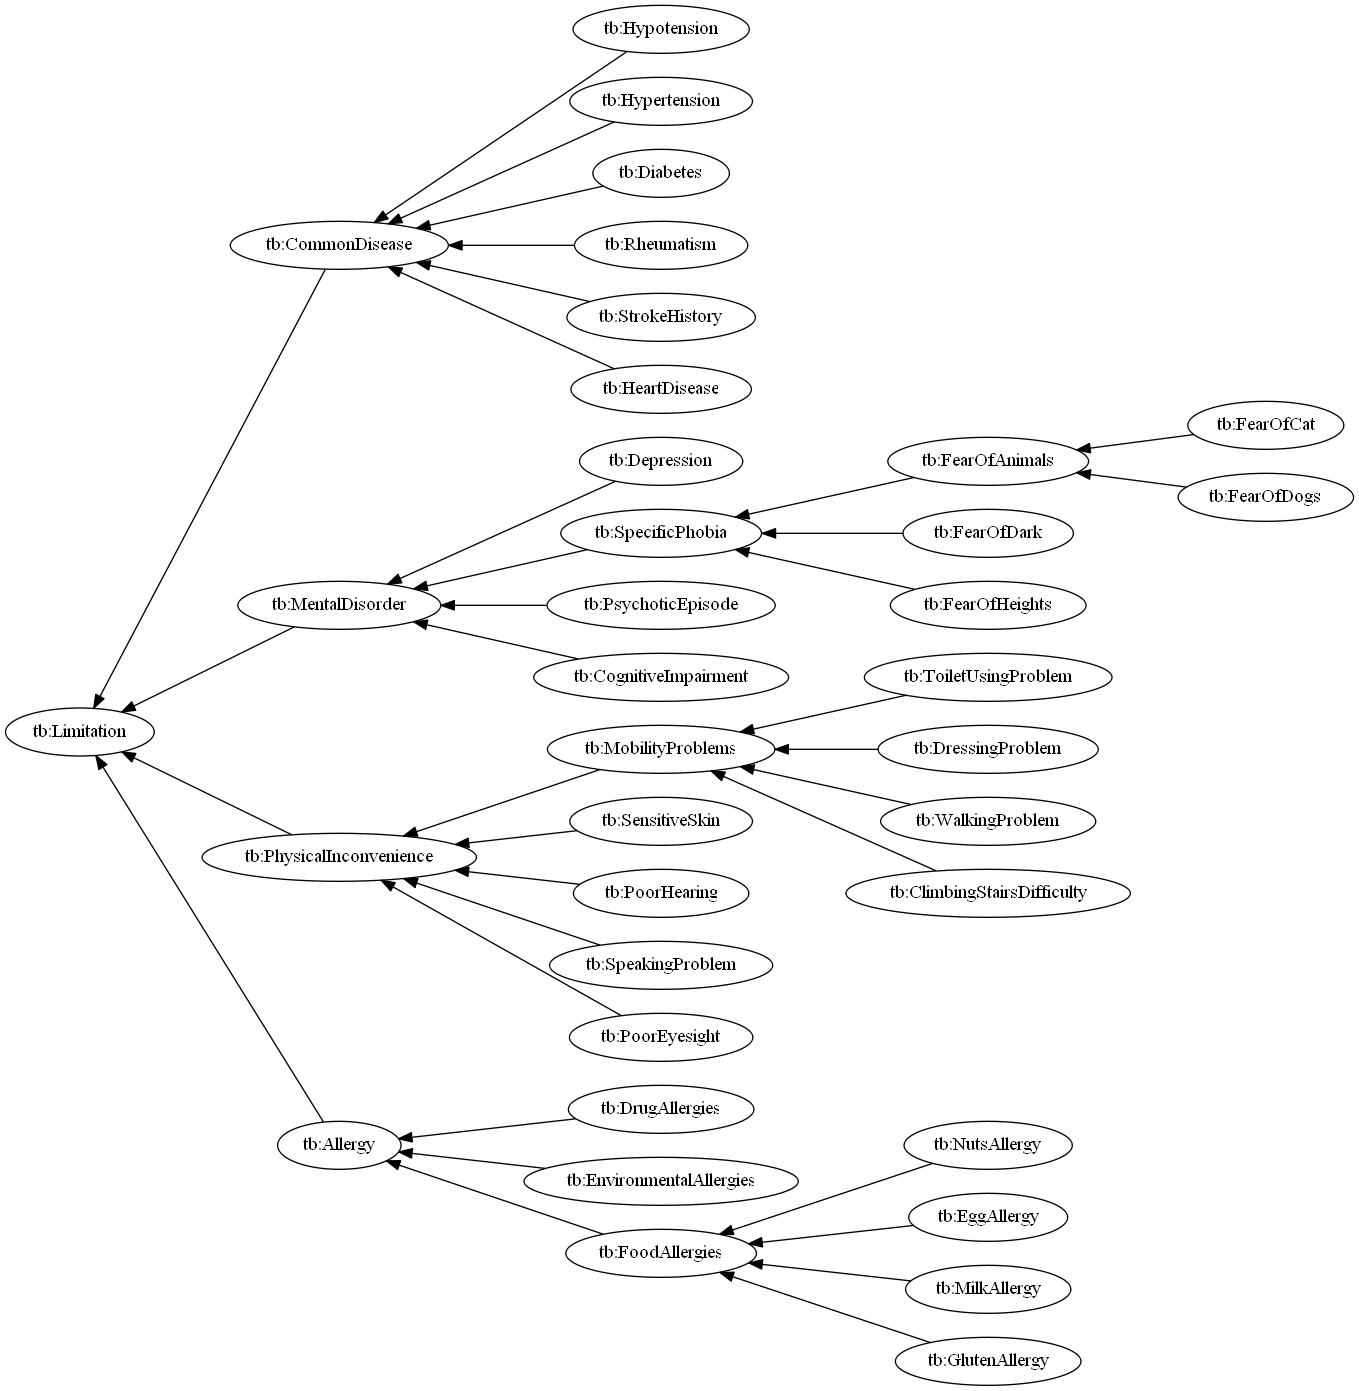 tb:Hypotension
tb:Hypertension
tb:Diabetes
tb:CommonDisease
tb:Rheumatism
tb:StrokeHistory
tb:HeartDisease
tb:FearOfCat
tb:Depression
tb:FearOfAnimals
tb:FearOfDogs
tb:SpecificPhobia
tb:FearOfDark
tb:MentalDisorder
tb:PsychoticEpisode
tb:FearOfHeights
tb:CognitiveImpairment
tb:ToiletUsingProblem
tb:Limitation
tb:MobilityProblems
tb:DressingProblem
tb:SensitiveSkin
tb:WalkingProblem
tb:PhysicalInconvenience
tb:PoorHearing
tb:ClimbingStairsDifficulty
tb:SpeakingProblem
tb:PoorEyesight
tb:DrugAllergies
tb:Allergy
tb:NutsAllergy
tb:EnvironmentalAllergies
tb:EggAllergy
tb:FoodAllergies
tb:MilkAllergy
tb:GlutenAllergy